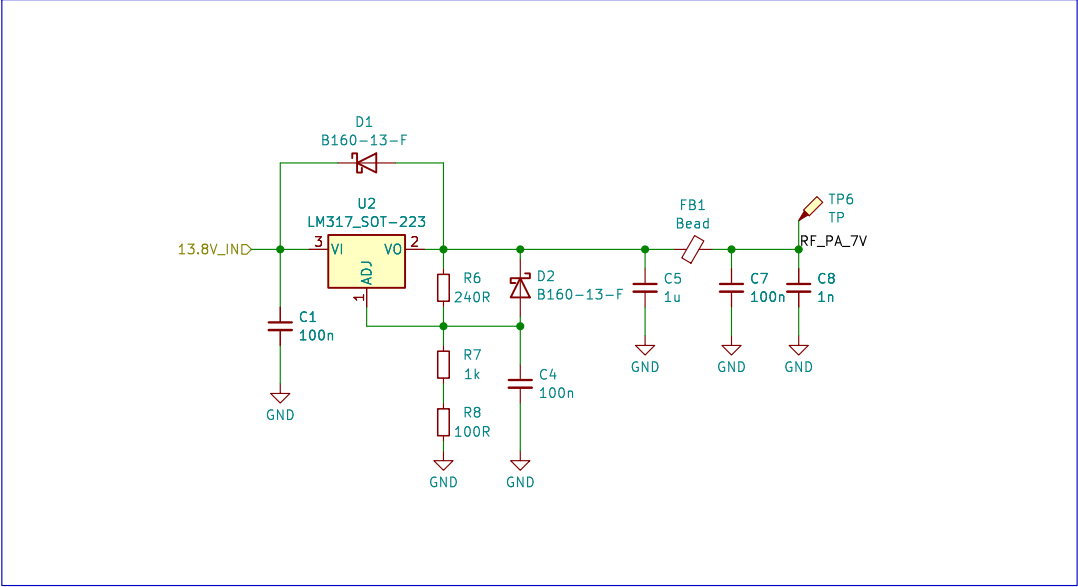 D1
B160-13-F
U2
LM317_SOT-223
13.8V_IN
3
VI
VO
2
ADJ
1
C1
100n
GND
R6
240R
R7
1k
R8
100R
GND
D2
B160-13-F
C4
100n
GND
C5
1u
GND
FB1
Bead
C7
100n
GND
TP6
TP
RF_PA_7V
C8
1n
GND